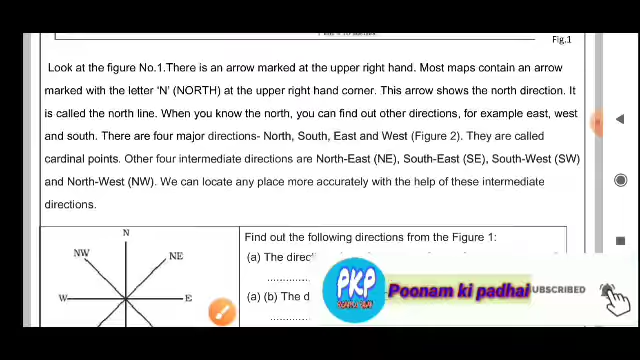 Fig.1
Look at the figure No.1.There is an arrow marked at the upper right hand. Most maps contain an arrow
marked with the letter ‘N’ (NORTH) at the upper right hand corner. This arrow shows the north direction. It
is called the north line. When you know the north, you can find out other directions, for example east, west
and south. There are four major directions- North, South, East and West (Figure 2). They are called
cardinal points. Other four intermediate directions are North-East (NE), South-East (SE), South-West (SW)
and North-West (NW). We can locate any place more accurately with the help of these intermediate
directions.
N
NW
NE
W
E
Find out the following directions from the Figure 1:
(a) The
(a) (b) The
PKP
Poonam ki padhai
SUBSCRIBED